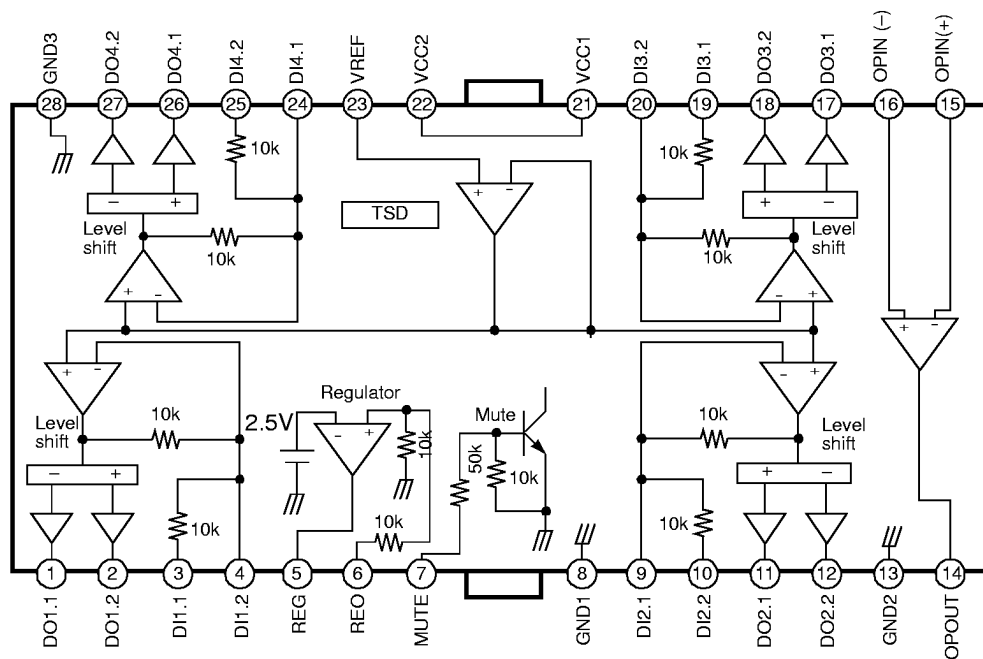 GND3
DO4.2
DO4.1
DI4.2
DI4.1
VREF
VCC2
VCC1
DI3.2
DI3.1
DO3.2
DO3.1
OPIN (–)
OPIN(+)
28
27
26
25
24
23
22
21
20
19
18
17
16
15
10k
10k
– +
+ –
TSD
+ –
Level
shift
10k
10k
Level
shift
+ –
– +
+ –
+ –
– +
Regulator
2.5V
– +
10k
Mute
50k
10k
Level
shift
10k
10k
Level
shift
– +
+ –
10k
10k
10k
1
2
3
4
5
6
7
8
9
10
11
12
13
14
DO1.1
DO1.2
DI1.1
DI1.2
REG
REO
MUTE
GND1
DI2.1
DI2.2
DO2.1
DO2.2
GND2
OPOUT